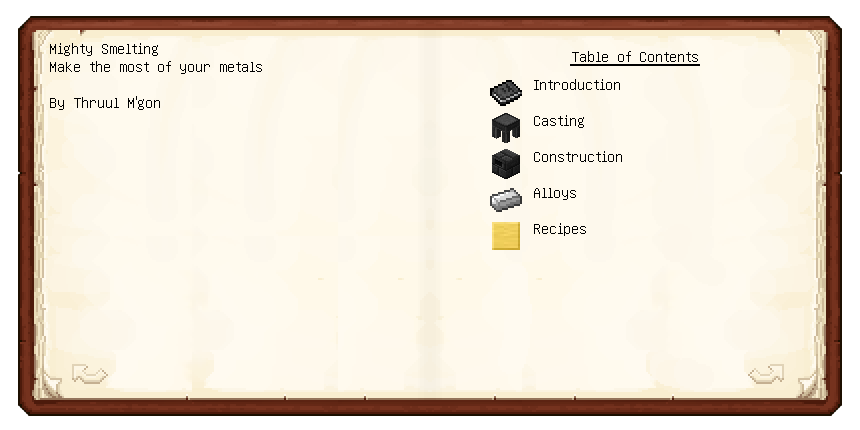 Mighty Smelting
Make the most of your metals
By Thruul M'gon
Table of Contents
Introduction
Casting
Construction
Alloys
Recipes